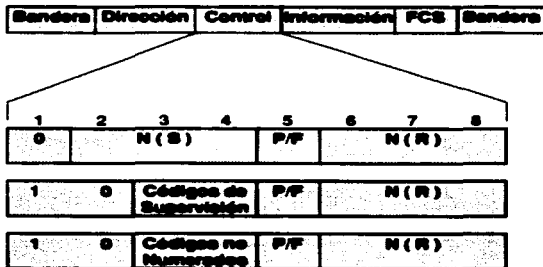 Bandera Dirección Control Información FCS Bandera
1 2 3 4 5 6 7 8
0 N(S) P/F N(R)
1 0 Códigos de Supervisión P/F N(R)
1 0 Códigos no Numerados P/F N(R)